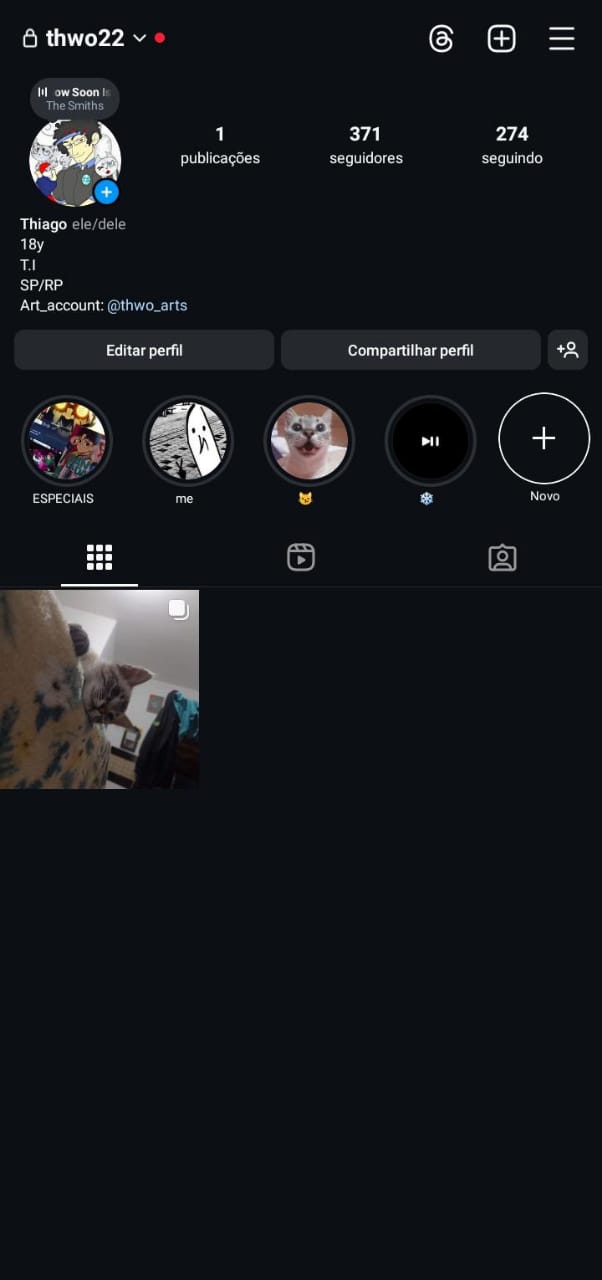 thwo22
ow Soon Is
The Smiths
1
publicações
371
seguidores
274
seguindo
Thiago ele/dele
18y
T.I
SP/RP
Art_account: @thwo_arts
Editar perfil
Compartilhar perfil
ESPECIAIS
me
😼
❄️
Novo